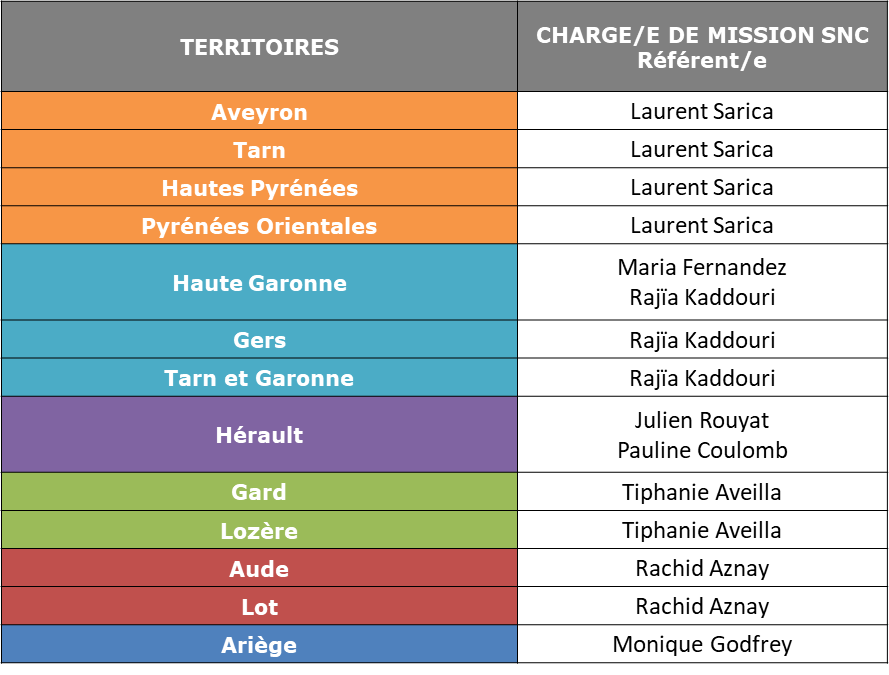 TERRITOIRES
CHARGE/E DE MISSION SNC
Référent/e
Aveyron
Laurent Sarica
Tarn
Laurent Sarica
Hautes Pyrénées
Laurent Sarica
Pyrénées Orientales
Laurent Sarica
Haute Garonne
Maria Fernandez
Rajïa Kaddouri
Gers
Rajïa Kaddouri
Tarn et Garonne
Rajïa Kaddouri
Hérault
Julien Rouyat
Pauline Coulomb
Gard
Tiphanie Aveilla
Lozère
Tiphanie Aveilla
Aude
Rachid Aznay
Lot
Rachid Aznay
Ariège
Monique Godfrey